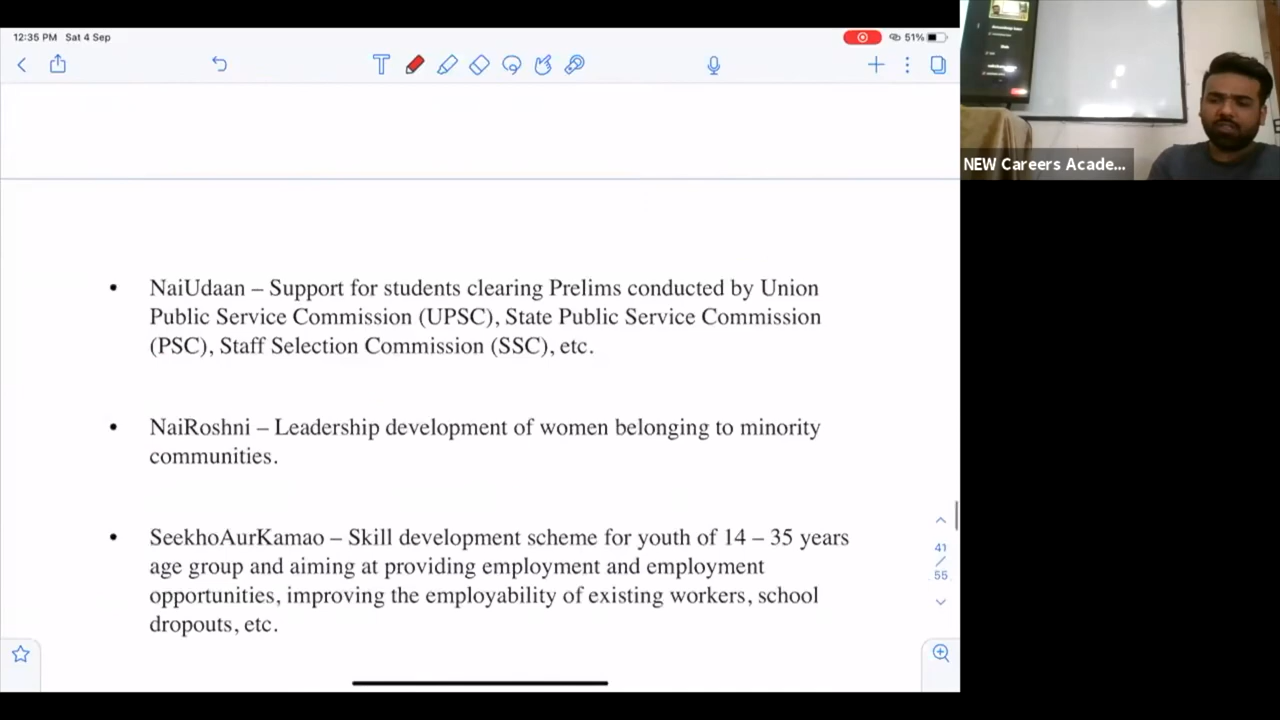 12:35 PM Sat 4 Sep
51%
NEW Careers Acade...
• NaiUdaan – Support for students clearing Prelims conducted by Union
Public Service Commission (UPSC), State Public Service Commission
(PSC), Staff Selection Commission (SSC), etc.
• NaiRoshni – Leadership development of women belonging to minority
communities.
• SeekhoAurKamao – Skill development scheme for youth of 14 – 35 years
age group and aiming at providing employment and employment
opportunities, improving the employability of existing workers, school
dropouts, etc.
41
/
55